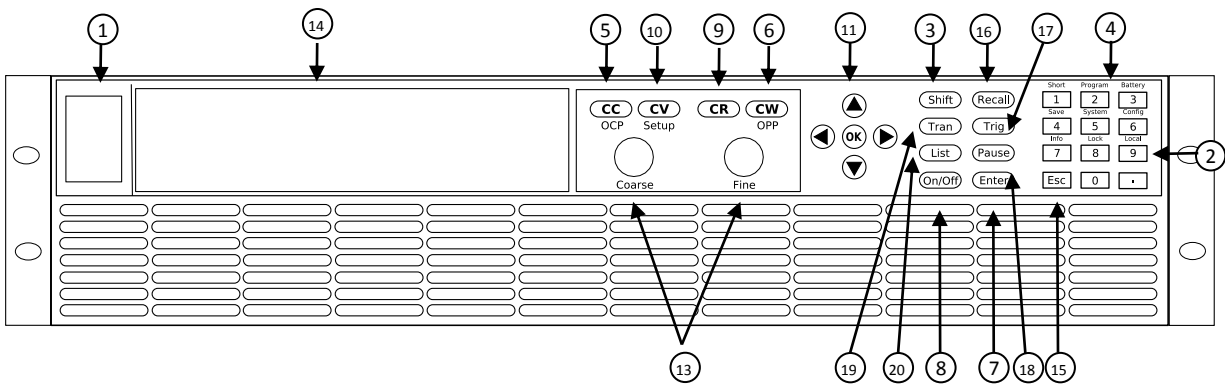 1 14 5 10 9 6 11 3 16 17 4
CC CV CR CW
OCP Setup OPP
Coarse Fine
OK
Shift Recall
Tran Trig
List Pause
On/Off Enter
Short Program Battery
1 2 3
Save System Config
4 5 6
Info Lock Local
7 8 9
Esc 0 .
2
13 19 20 8 7 18 15